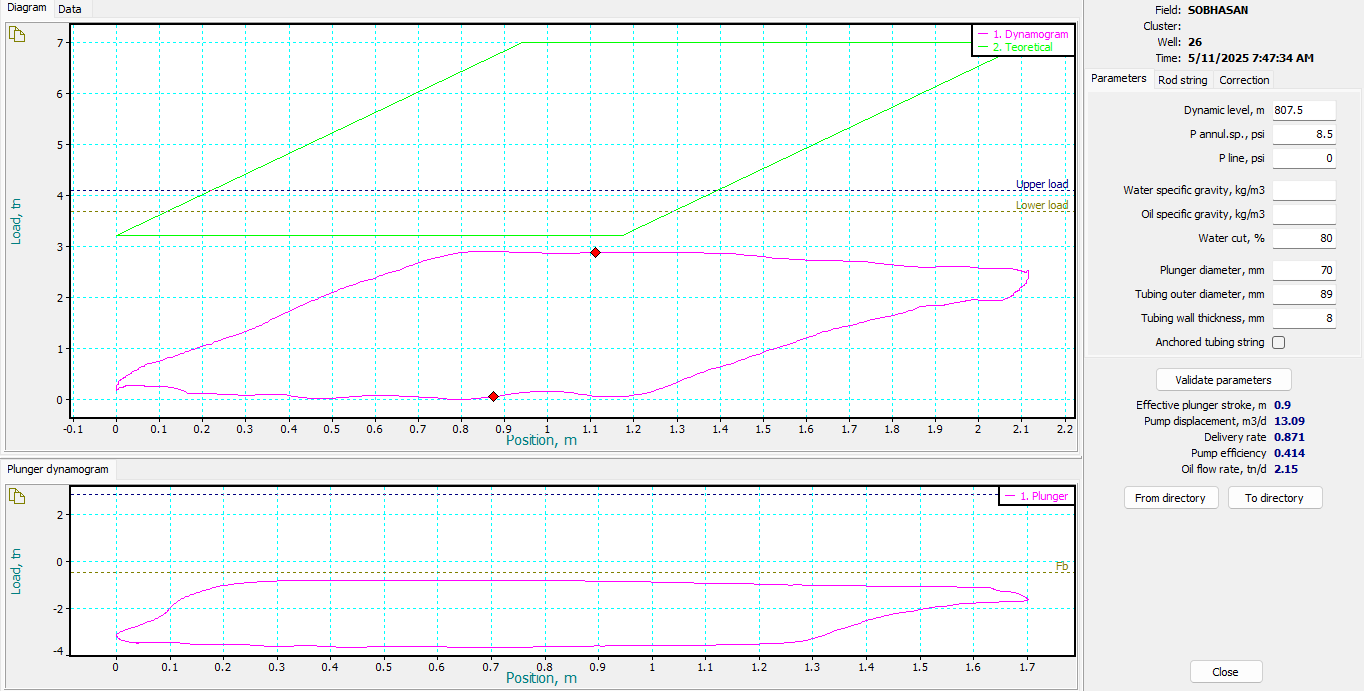 Diagram Data
1. Dynamogram
2. Teoretical
Upper load
Lower load
Load, tn
7
6
5
4
3
2
1
0
-0.1 0 0.1 0.2 0.3 0.4 0.5 0.6 0.7 0.8 0.9 1 1.1 1.2 1.3 1.4 1.5 1.6 1.7 1.8 1.9 2 2.1 2.2
Position, m
Plunger dynamogram
1. Plunger
Fb
Load, tn
2
0
-2
-4
0 0.1 0.2 0.3 0.4 0.5 0.6 0.7 0.8 0.9 1 1.1 1.2 1.3 1.4 1.5 1.6 1.7
Position, m
Field: SOBHASAN
Cluster:
Well: 26
Time: 5/11/2025 7:47:34 AM
Parameters Rod string Correction
Dynamic level, m 807.5
P annul.sp., psi 8.5
P line, psi 0
Water specific gravity, kg/m3
Oil specific gravity, kg/m3
Water cut, % 80
Plunger diameter, mm 70
Tubing outer diameter, mm 89
Tubing wall thickness, mm 8
Anchored tubing string
Validate parameters
Effective plunger stroke, m 0.9
Pump displacement, m3/d 13.09
Delivery rate 0.871
Pump efficiency 0.414
Oil flow rate, tn/d 2.15
From directory To directory
Close